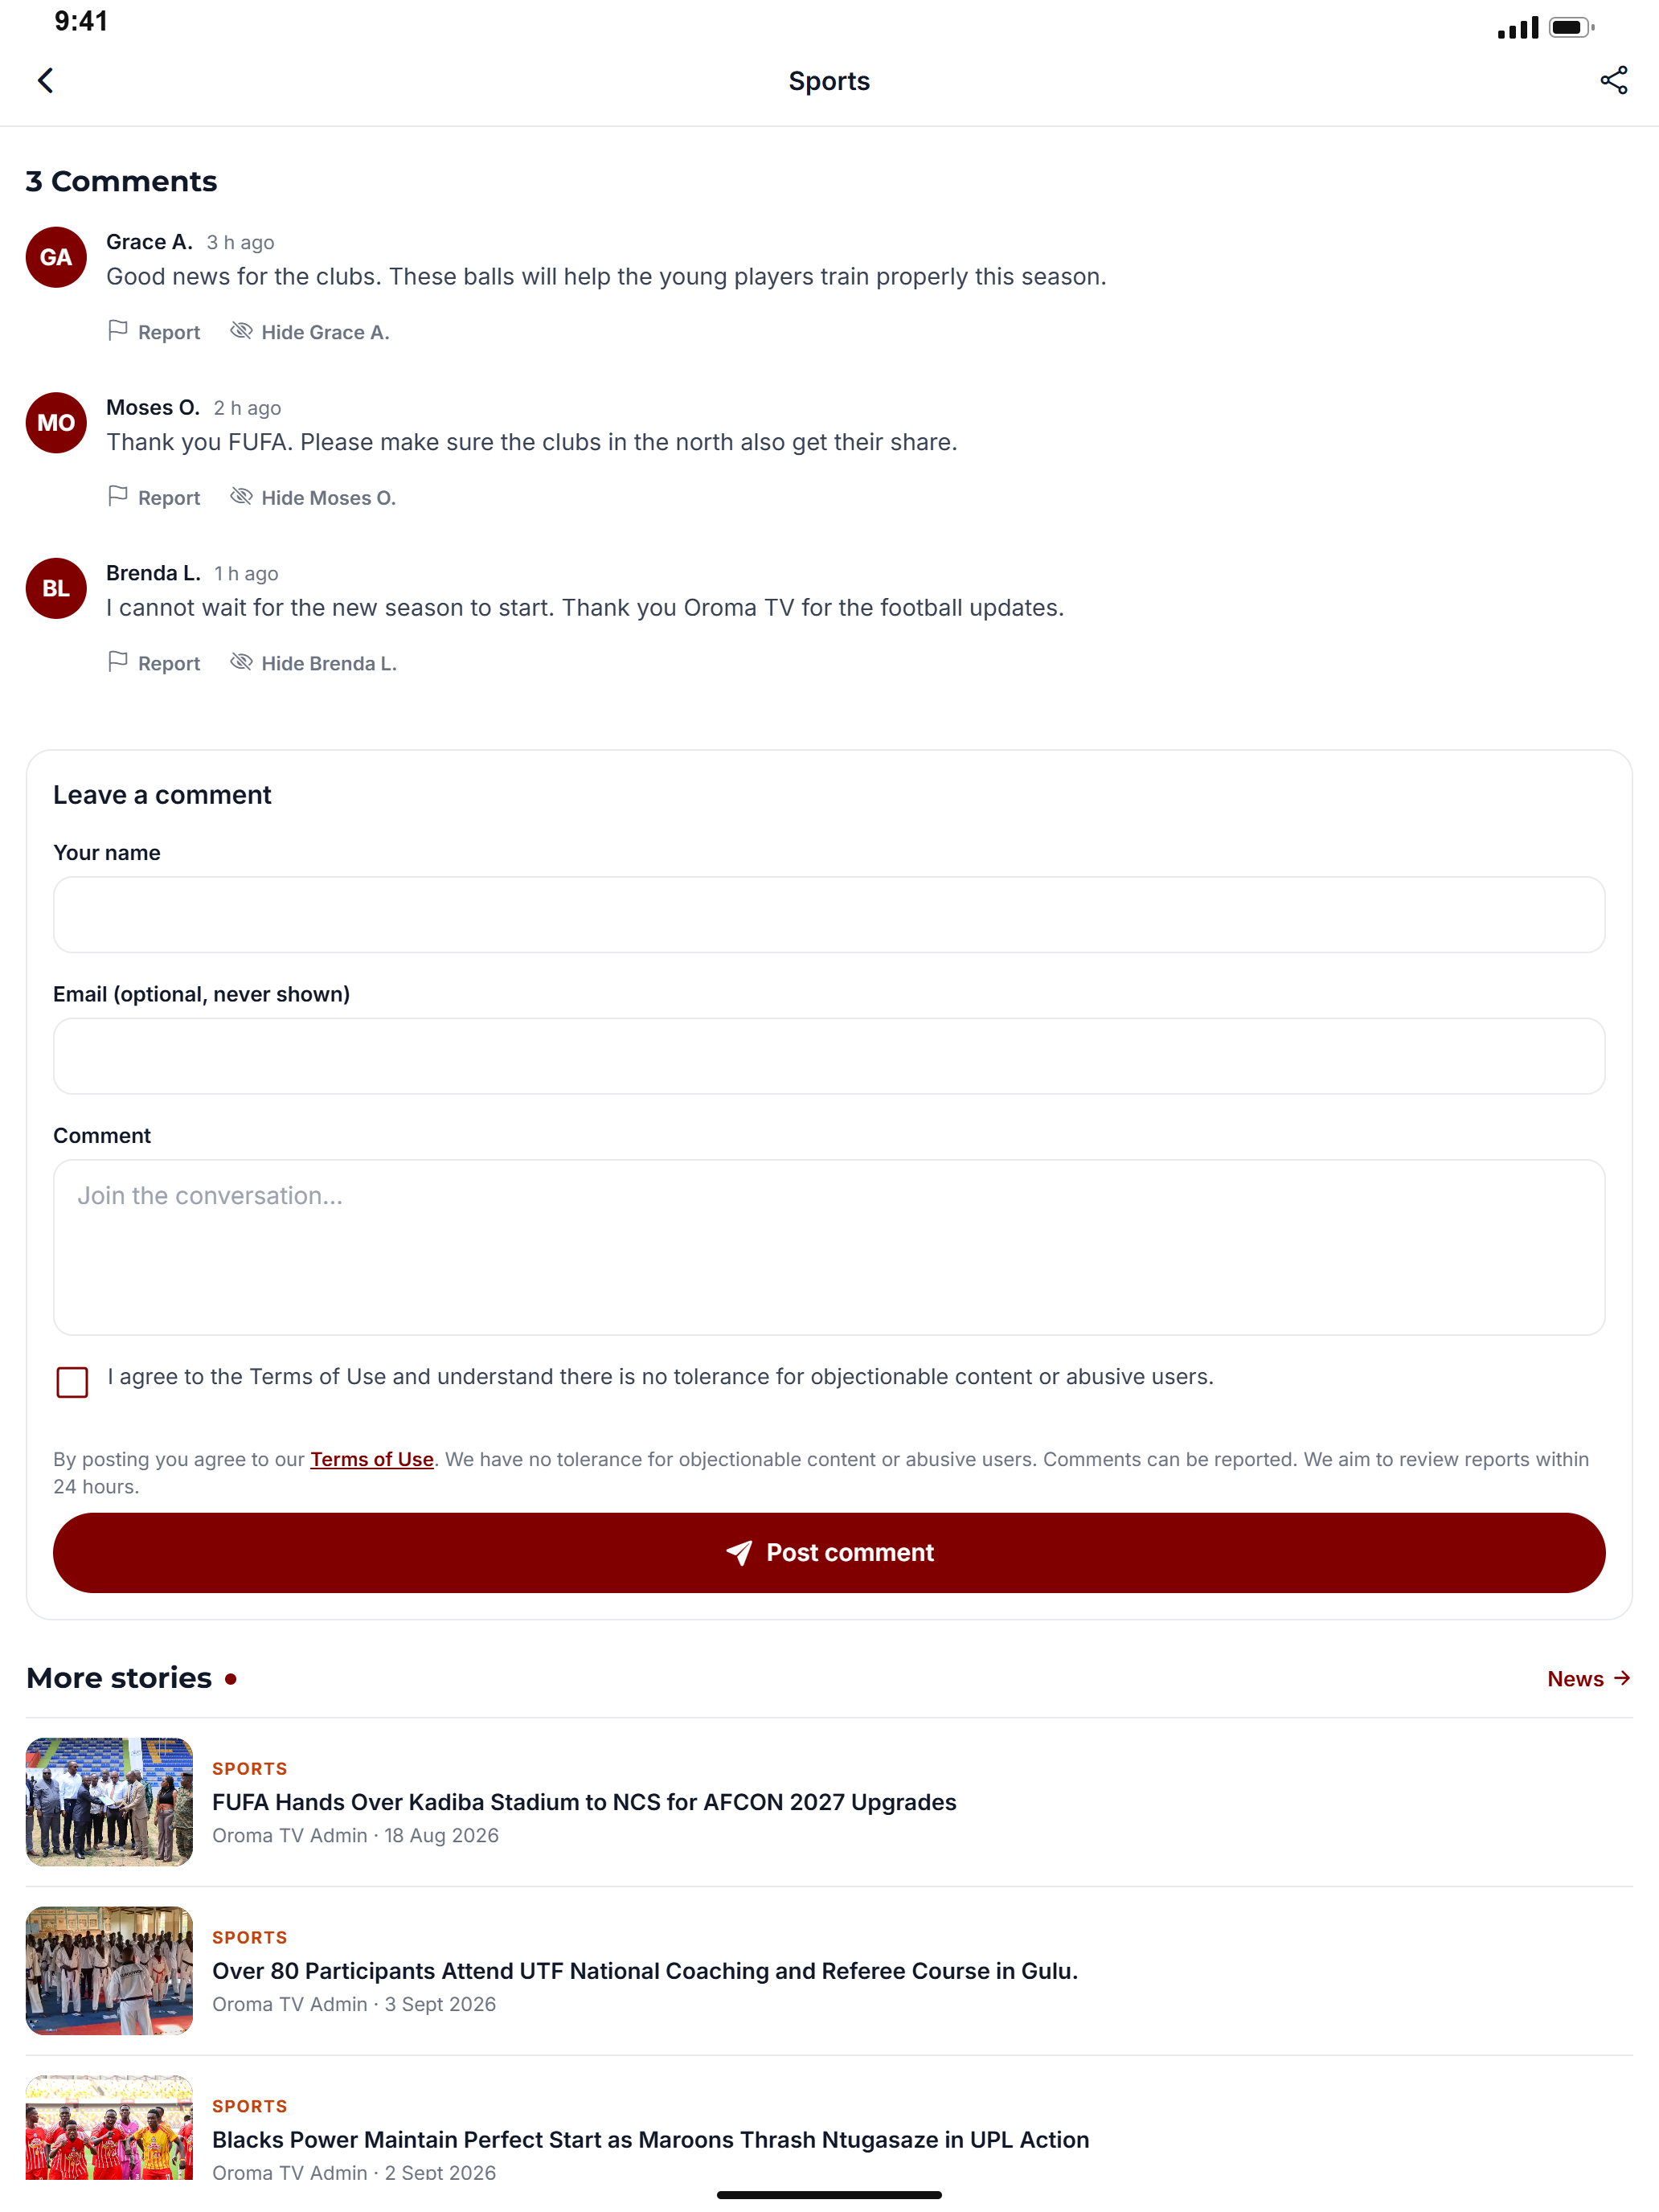 9:41
Sports
3 Comments
GA
Grace A. 3 h ago
Good news for the clubs. These balls will help the young players train properly this season.
Report Hide Grace A.
MO
Moses O. 2 h ago
Thank you FUFA. Please make sure the clubs in the north also get their share.
Report Hide Moses O.
BL
Brenda L. 1 h ago
I cannot wait for the new season to start. Thank you Oroma TV for the football updates.
Report Hide Brenda L.
Leave a comment
Your name
Email (optional, never shown)
Comment
Join the conversation...
I agree to the Terms of Use and understand there is no tolerance for objectionable content or abusive users.
By posting you agree to our Terms of Use. We have no tolerance for objectionable content or abusive users. Comments can be reported. We aim to review reports within
24 hours.
Post comment
More stories
News →
SPORTS
FUFA Hands Over Kadiba Stadium to NCS for AFCON 2027 Upgrades
Oroma TV Admin · 18 Aug 2026
SPORTS
Over 80 Participants Attend UTF National Coaching and Referee Course in Gulu.
Oroma TV Admin · 3 Sept 2026
SPORTS
Blacks Power Maintain Perfect Start as Maroons Thrash Ntugasaze in UPL Action
Oroma TV Admin · 2 Sept 2026